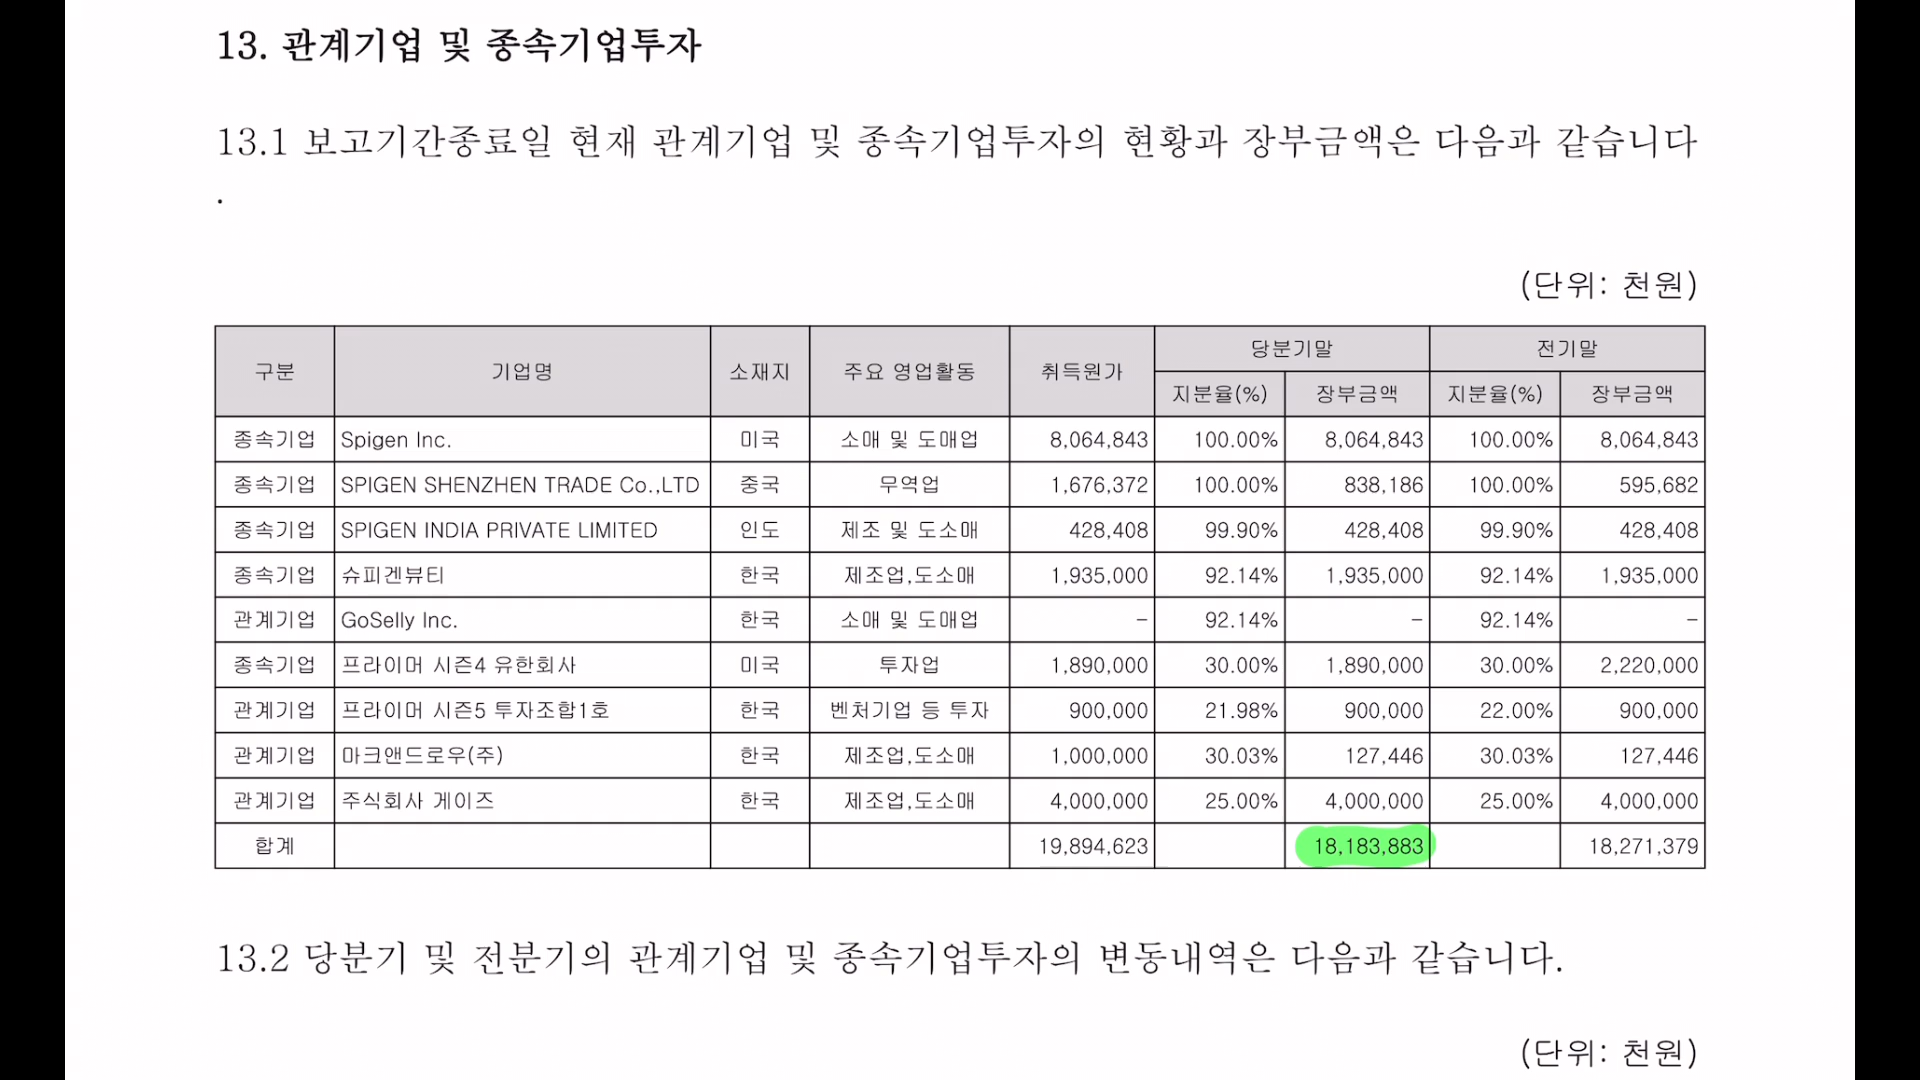 13. 관계기업 및 종속기업투자
13.1 보고기간종료일 현재 관계기업 및 종속기업투자의 현황과 장부금액은 다음과 같습니다
.
(단위: 천원)
구분 기업명 소재지 주요 영업활동 취득원가 당분기말 전기말
지분율(%) 장부금액 지분율(%) 장부금액
종속기업 Spigen Inc. 미국 소매 및 도매업 8,064,843 100.00% 8,064,843 100.00% 8,064,843
종속기업 SPIGEN SHENZHEN TRADE Co.,LTD 중국 무역업 1,676,372 100.00% 838,186 100.00% 595,682
종속기업 SPIGEN INDIA PRIVATE LIMITED 인도 제조 및 도소매 428,408 99.90% 428,408 99.90% 428,408
종속기업 슈피겐뷰티 한국 제조업,도소매 1,935,000 92.14% 1,935,000 92.14% 1,935,000
관계기업 GoSelly Inc. 한국 소매 및 도매업 – 92.14% – 92.14% –
종속기업 프라이머 시즌4 유한회사 미국 투자업 1,890,000 30.00% 1,890,000 30.00% 2,220,000
관계기업 프라이머 시즌5 투자조합1호 한국 벤처기업 등 투자 900,000 21.98% 900,000 22.00% 900,000
관계기업 마크앤드로우(주) 한국 제조업,도소매 1,000,000 30.03% 127,446 30.03% 127,446
관계기업 주식회사 게이즈 한국 제조업,도소매 4,000,000 25.00% 4,000,000 25.00% 4,000,000
합계 19,894,623 18,183,883 18,271,379
13.2 당분기 및 전분기의 관계기업 및 종속기업투자의 변동내역은 다음과 같습니다.
(단위: 천원)